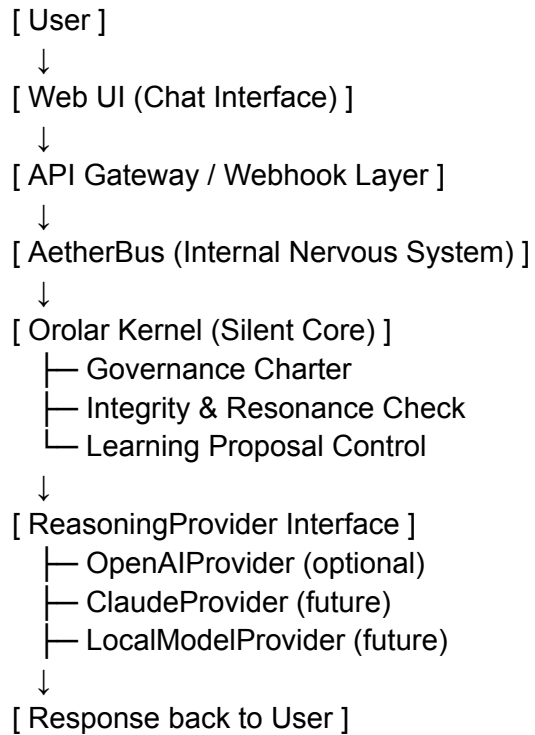 [ User ]
↓
[ Web UI (Chat Interface) ]
↓
[ API Gateway / Webhook Layer ]
↓
[ AetherBus (Internal Nervous System) ]
↓
[ Orolar Kernel (Silent Core) ]
├─ Governance Charter
├─ Integrity & Resonance Check
└─ Learning Proposal Control
↓
[ ReasoningProvider Interface ]
├─ OpenAIProvider (optional)
├─ ClaudeProvider (future)
├─ LocalModelProvider (future)
↓
[ Response back to User ]